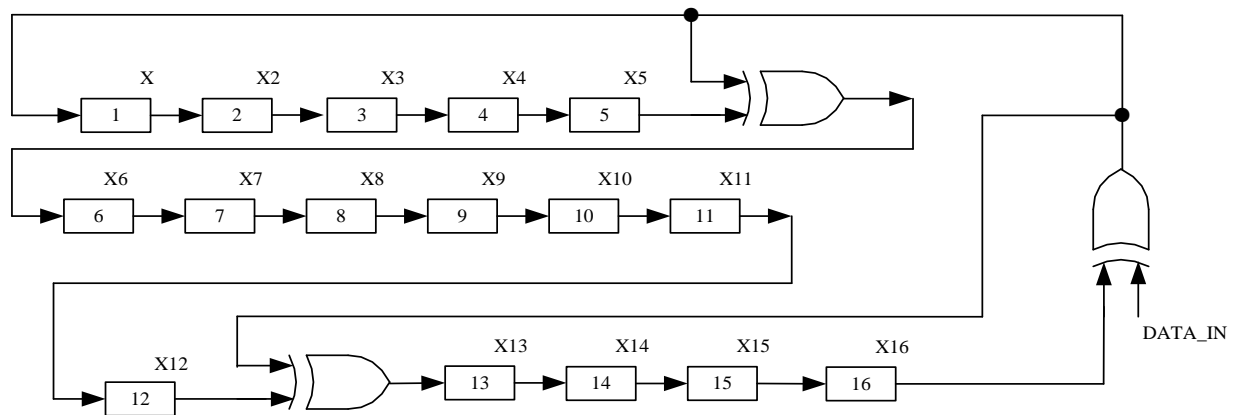 X X2 X3 X4 X5
1 2 3 4 5
X6 X7 X8 X9 X10 X11
6 7 8 9 10 11
DATA_IN
X12 X13 X14 X15 X16
12 13 14 15 16